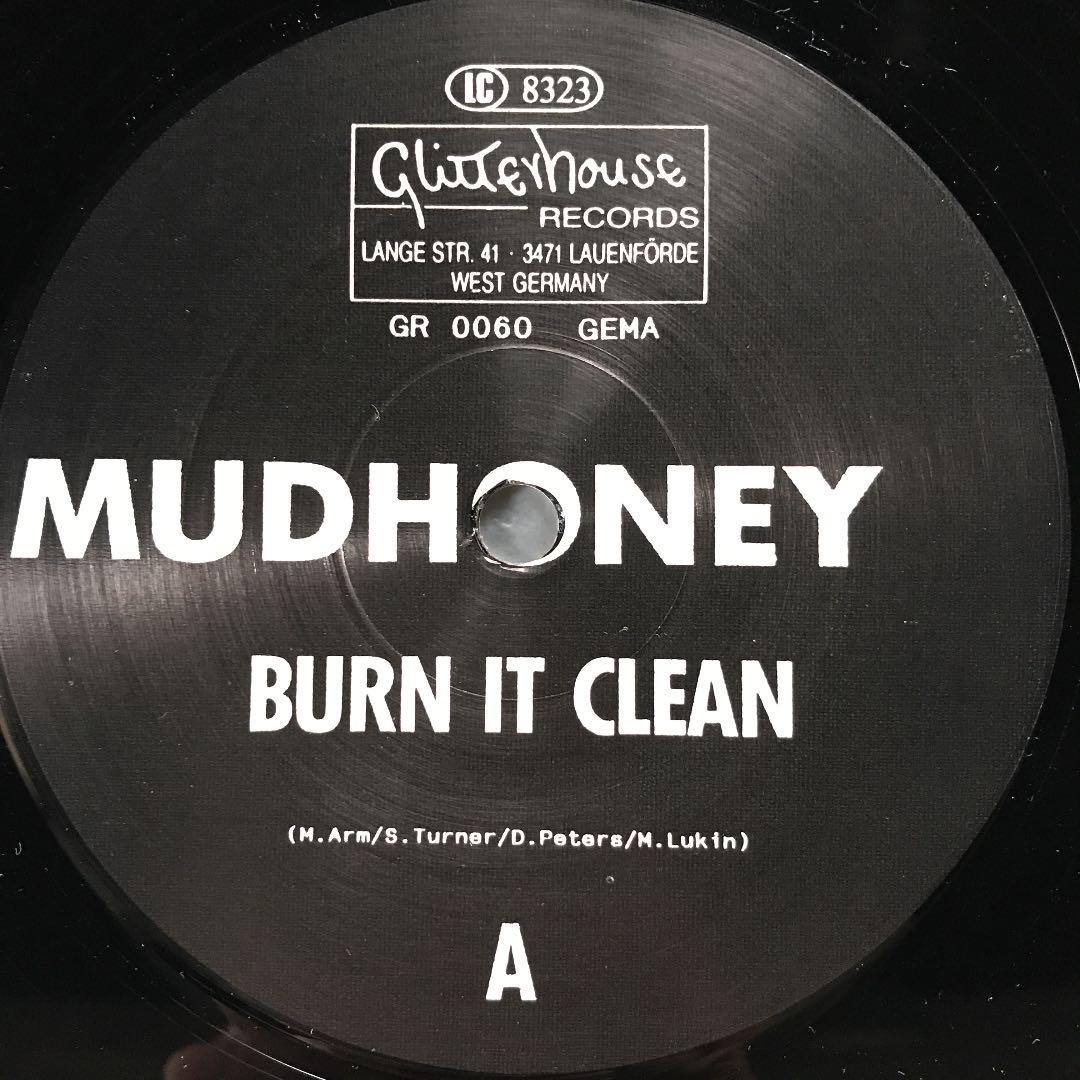 LC 8323
Glitterhouse
RECORDS
LANGE STR. 41 · 3471 LAUENFÖRDE
WEST GERMANY
GR 0060 GEMA
MUDHONEY
BURN IT CLEAN
(M.Arm/S.Turner/D.Peters/M.Lukin)
A